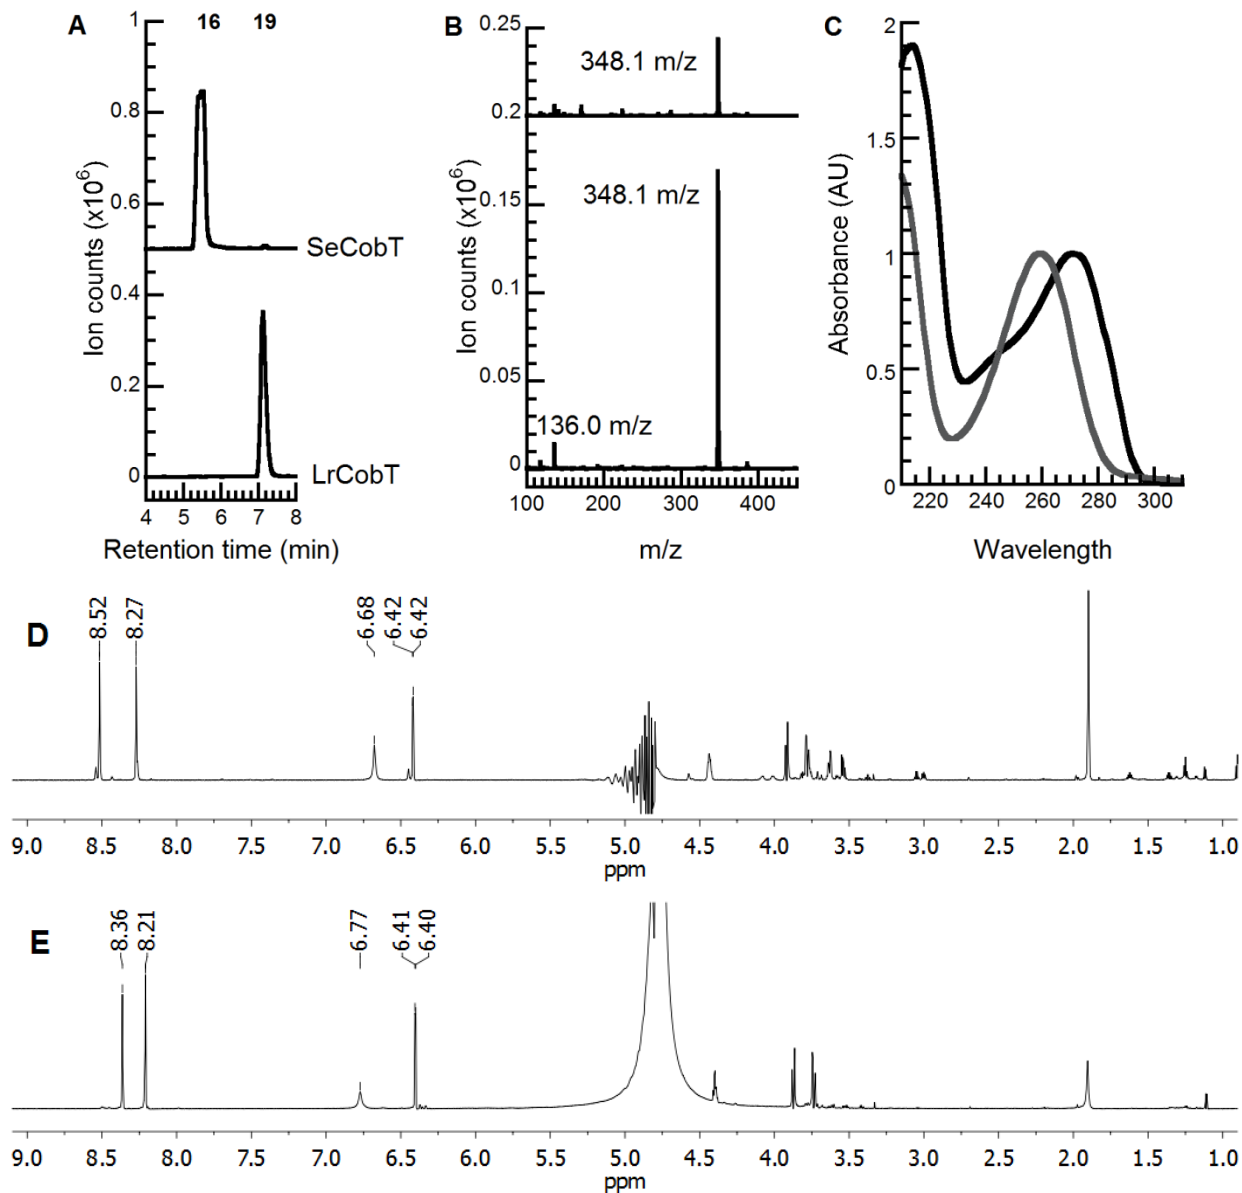 A 16 19
1
0.8
0.6
0.4
0.2
0
Ion counts (x10⁶)
SeCobT
LrCobT
4 5 6 7 8
Retention time (min)
B
0.25
0.2
0.15
0.1
0.05
0
Ion counts (x10⁶)
348.1 m/z
348.1 m/z
136.0 m/z
100 200 300 400
m/z
C
2
1.5
1
0.5
0
Absorbance (AU)
220 240 260 280 300
Wavelength
D
8.52 8.27 6.68 6.42 6.42
9.0 8.5 8.0 7.5 7.0 6.5 6.0 5.5 5.0 4.5 4.0 3.5 3.0 2.5 2.0 1.5 1.0
ppm
E
8.36 8.21 6.77 6.41 6.40
9.0 8.5 8.0 7.5 7.0 6.5 6.0 5.5 5.0 4.5 4.0 3.5 3.0 2.5 2.0 1.5 1.0
ppm